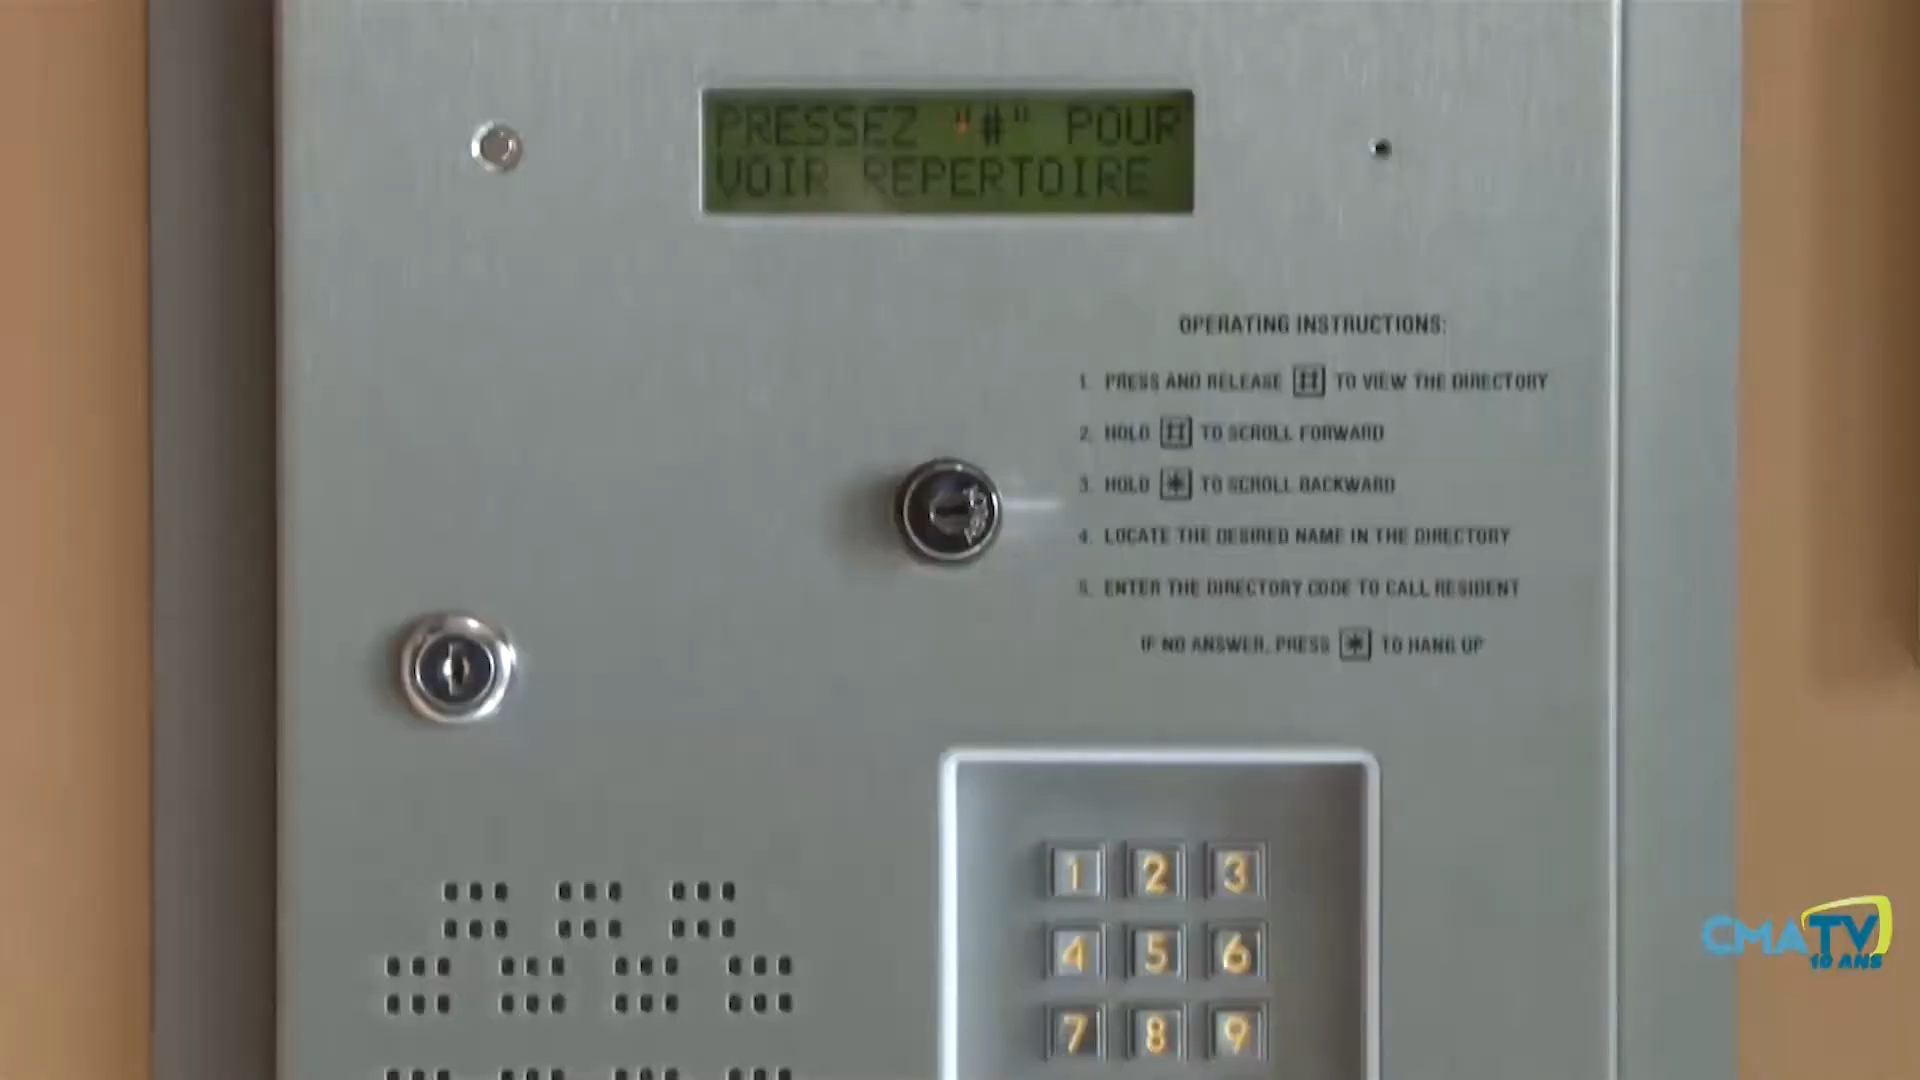 PRESSEZ "#" POUR
VOIR REPERTOIRE
OPERATING INSTRUCTIONS:
1. PRESS AND RELEASE # TO VIEW THE DIRECTORY
2. HOLD # TO SCROLL FORWARD
3. HOLD * TO SCROLL BACKWARD
4. LOCATE THE DESIRED NAME IN THE DIRECTORY
5. ENTER THE DIRECTORY CODE TO CALL RESIDENT
IF NO ANSWER, PRESS * TO HANG UP
1 2 3
4 5 6
7 8 9
CMATV
10 ANS